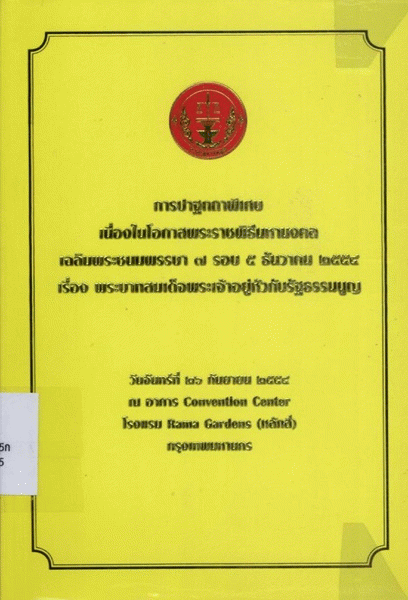 การปาฐกถาพิเศษ
เนื่องในโอกาสพระราชพิธีมหามงคล
เฉลิมพระชนมพรรษา ๗ รอบ ๕ ธันวาคม ๒๕๕๔
เรื่อง พระบาทสมเด็จพระเจ้าอยู่หัวกับรัฐธรรมนูญ
วันจันทร์ที่ ๒๖ กันยายน ๒๕๕๔
ณ อาคาร Convention Center
โรงแรม Rama Gardens (หลักสี่)
กรุงเทพมหานคร